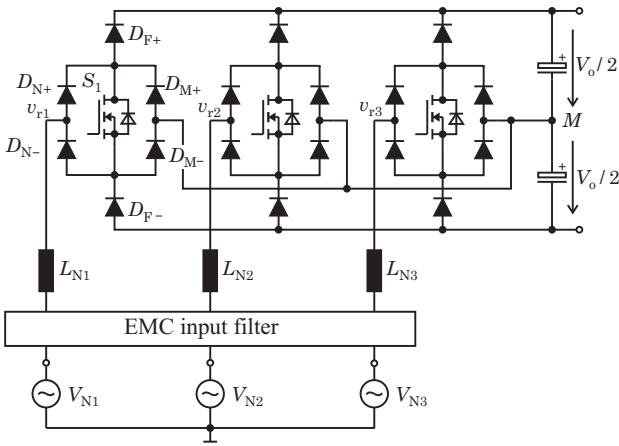 D_F+
+
V_o/2
D_N+
S_1
D_M+
v_r1
v_r2
v_r3
M
D_N−
D_M−
+
V_o/2
D_F−
L_N1
L_N2
L_N3
EMC input filter
V_N1
V_N2
V_N3